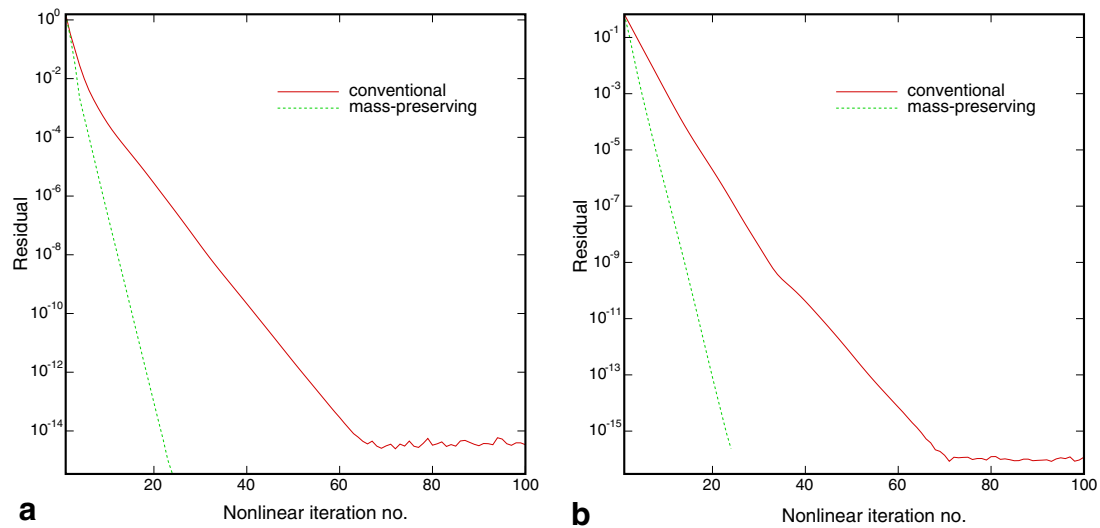 10^0
10^-2
10^-4
10^-6
10^-8
10^-10
10^-12
10^-14
Residual
conventional
mass-preserving
20
40
60
80
100
Nonlinear iteration no.
a
10^-1
10^-3
10^-5
10^-7
10^-9
10^-11
10^-13
10^-15
Residual
conventional
mass-preserving
20
40
60
80
100
Nonlinear iteration no.
b